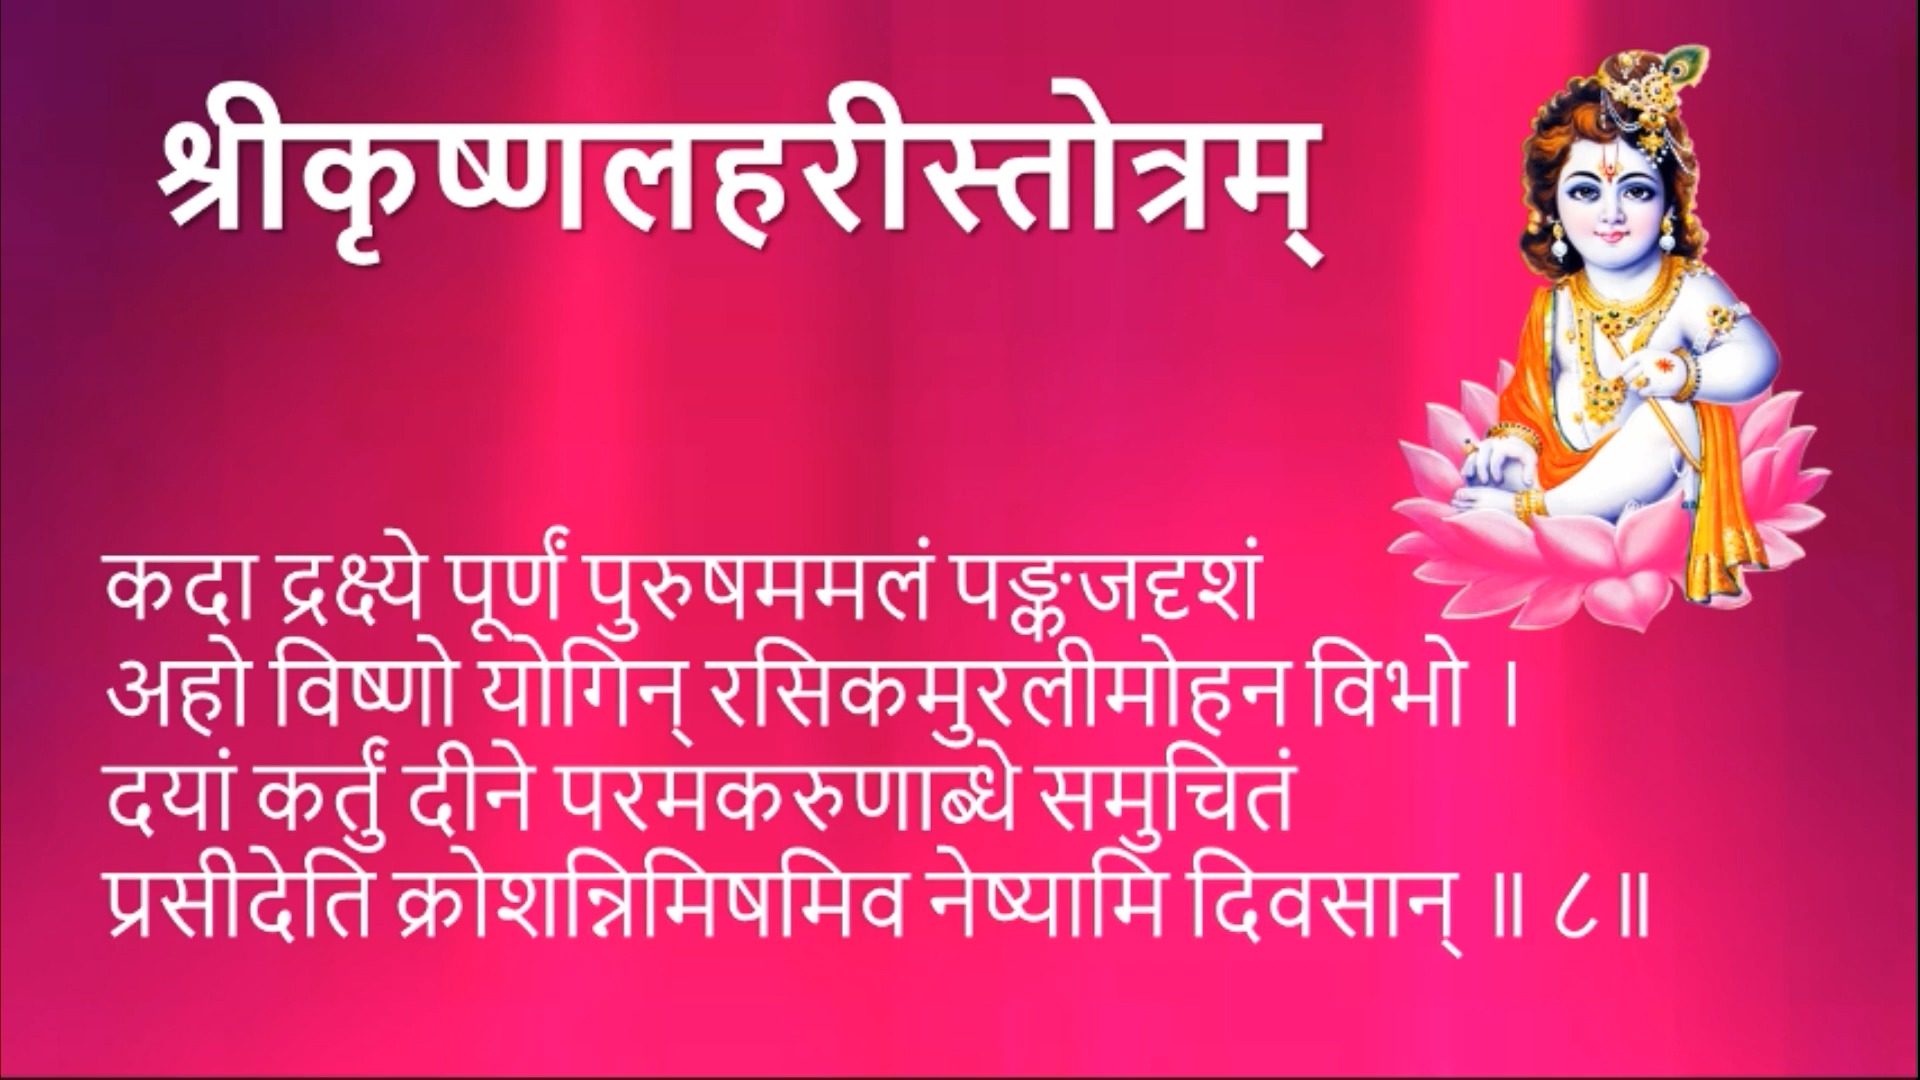 श्रीकृष्णलहरीस्तोत्रम्
कदा द्रक्ष्ये पूर्णं पुरुषममलं पङ्कजदृशं
अहो विष्णो योगिन् रसिकमुरलीमोहन विभो ।
दयां कर्तुं दीने परमकरुणाब्धे समुचितं
प्रसीदेति क्रोशन्निमिषमिव नेष्यामि दिवसान् ॥ ८॥